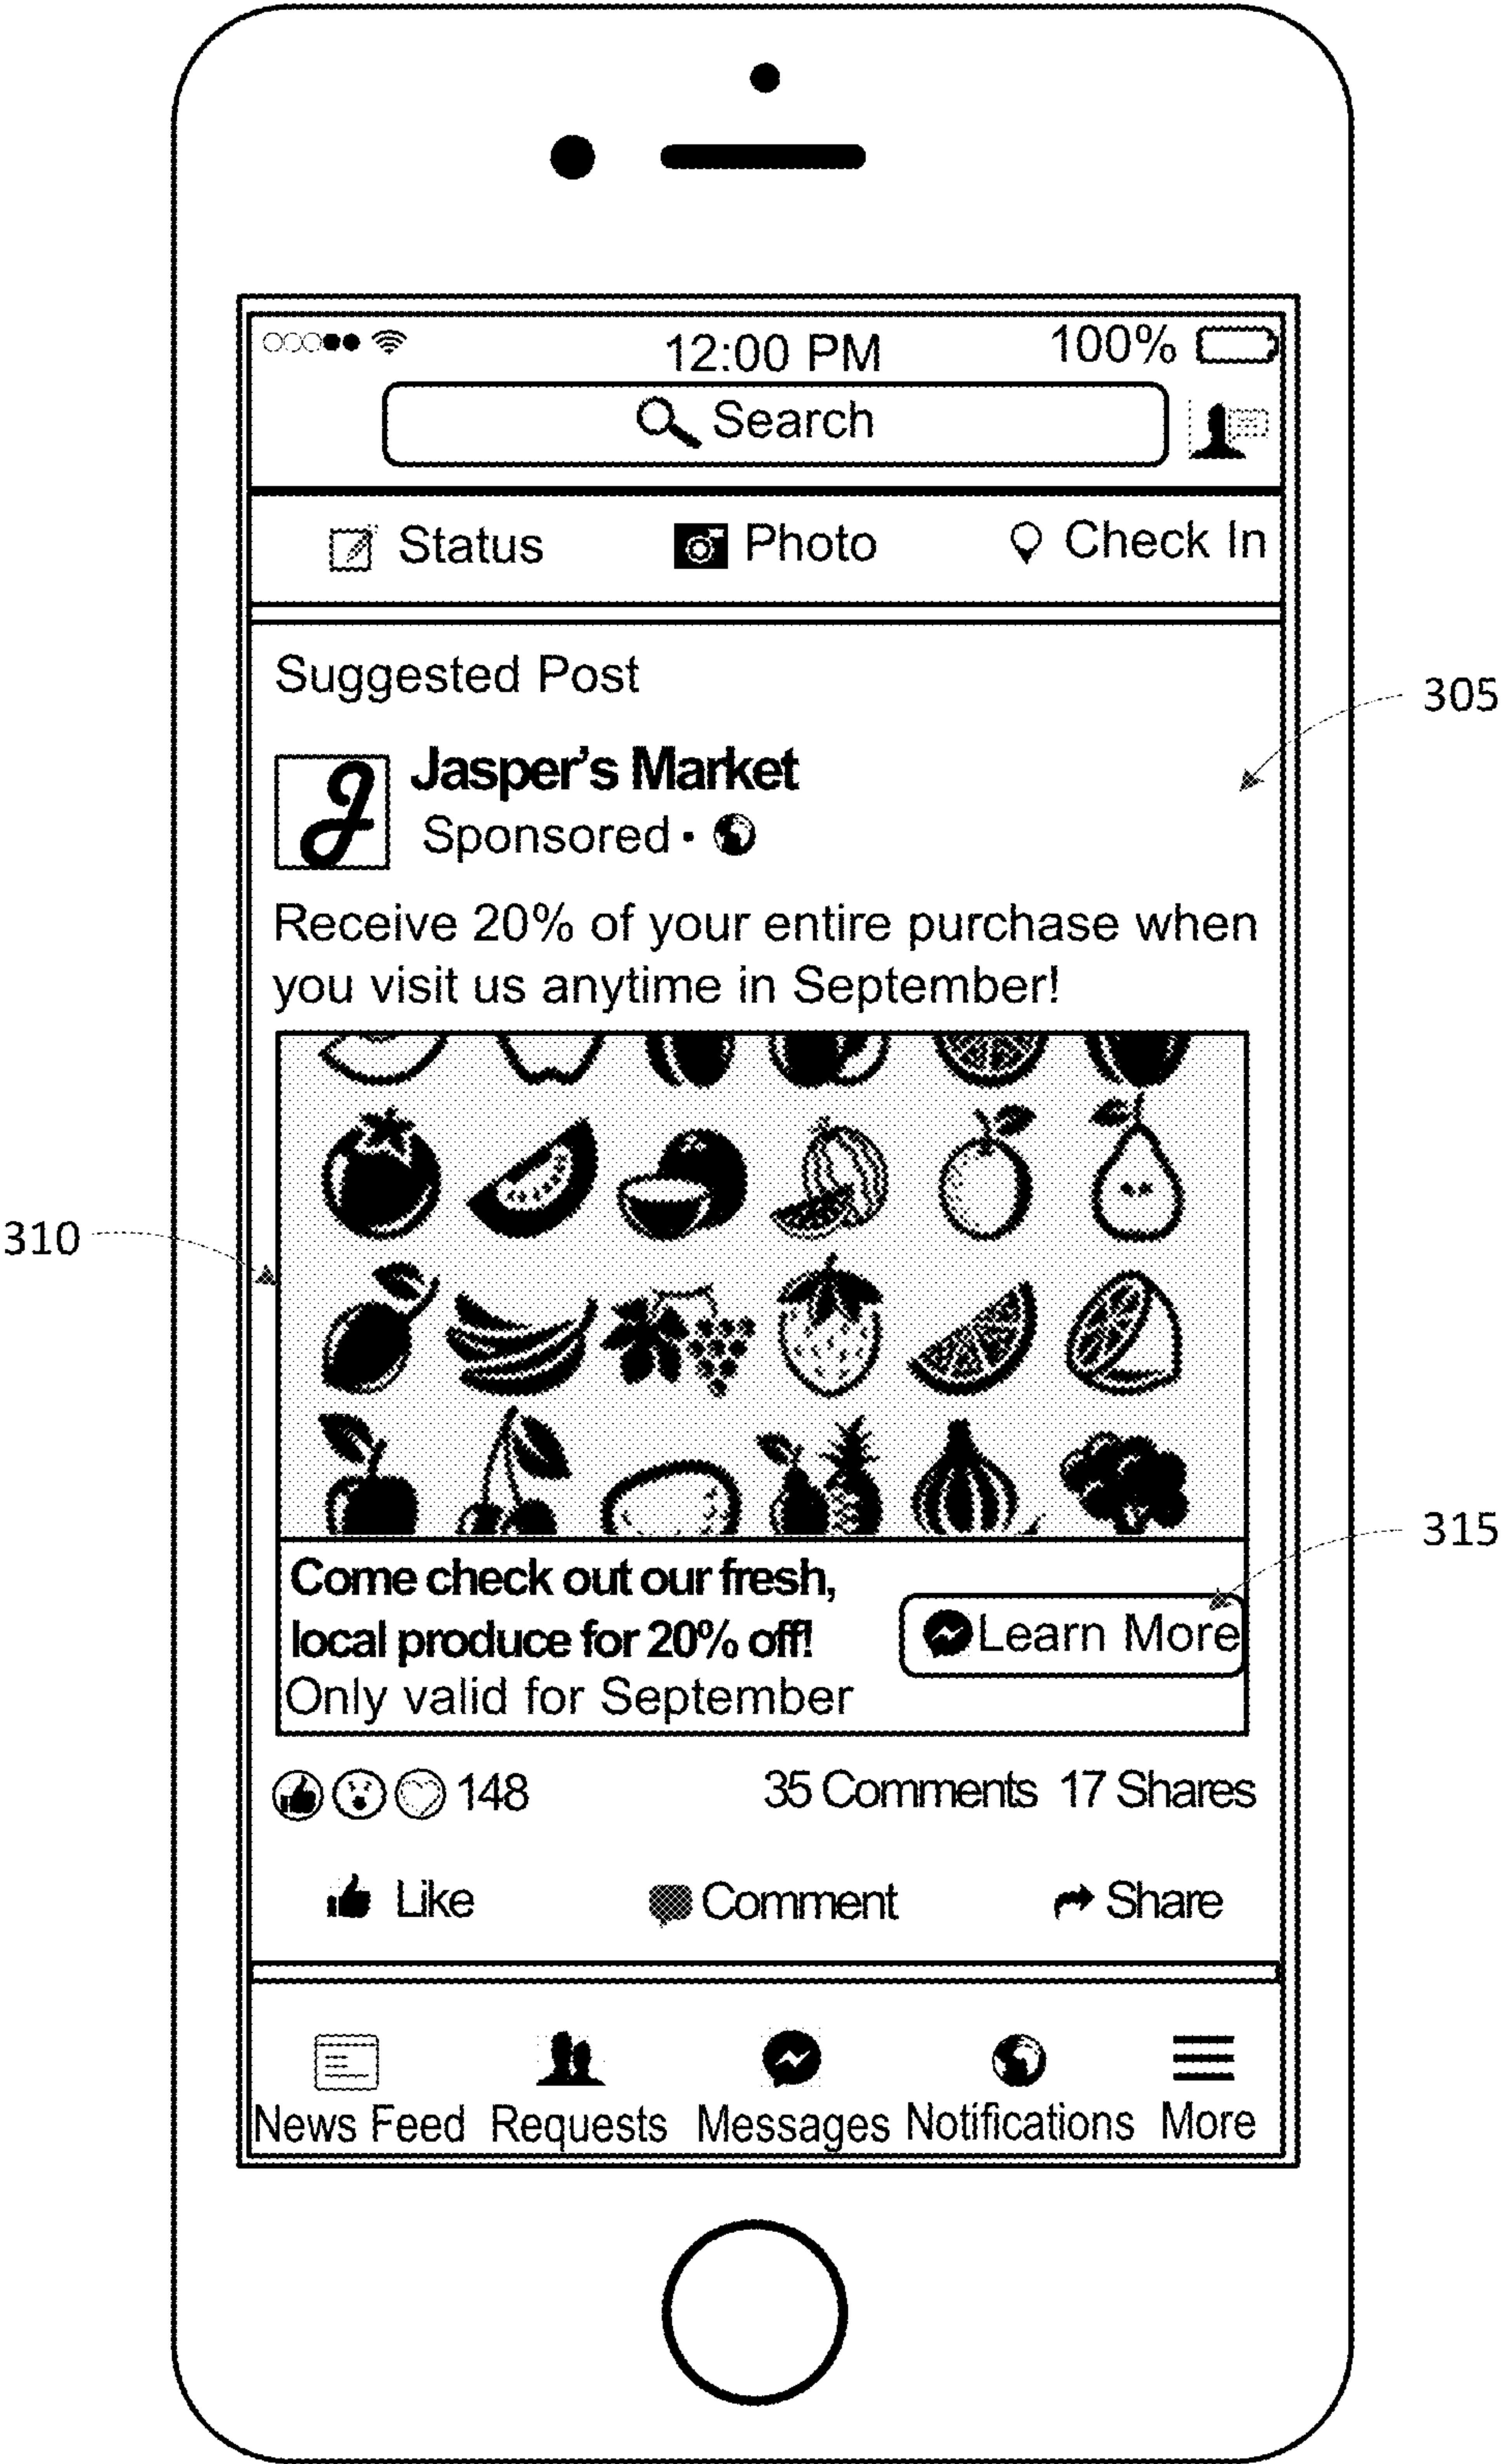 12:00 PM 100%
Search
Status Photo Check In
Suggested Post
305
J Jasper's Market
Sponsored ·
Receive 20% of your entire purchase when
you visit us anytime in September!
310
Come check out our fresh,
local produce for 20% off!
Only valid for September
Learn More
315
148 35 Comments 17 Shares
Like Comment Share
News Feed Requests Messages Notifications More